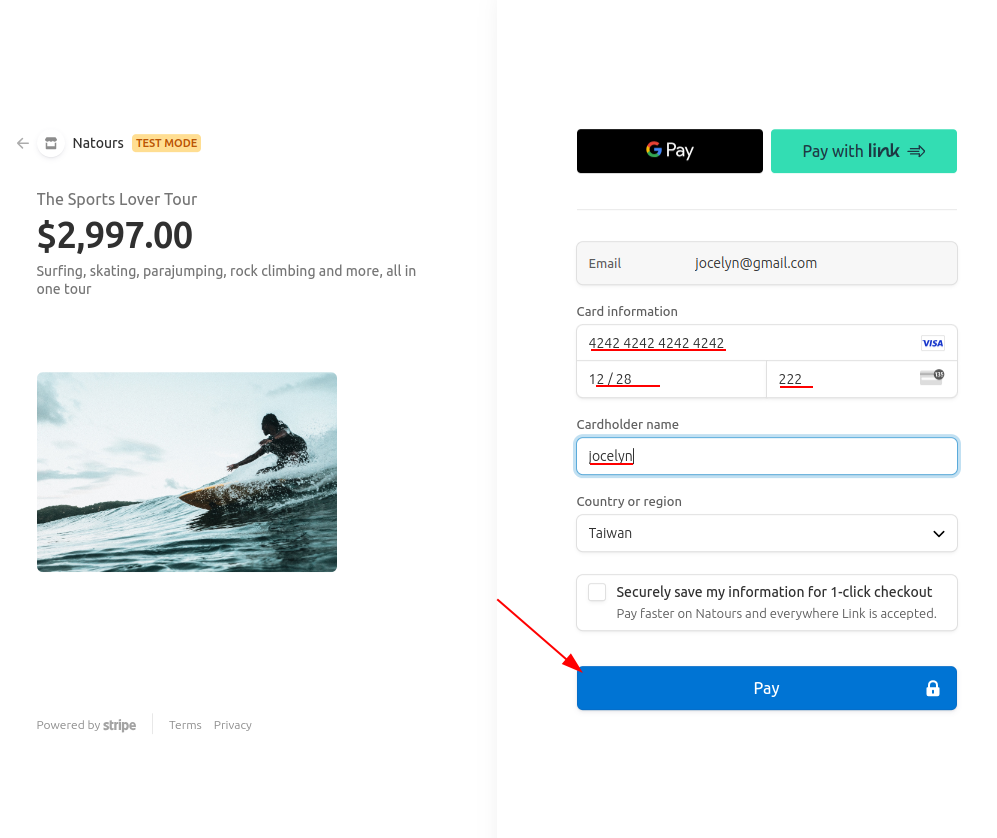 Natours TEST MODE
The Sports Lover Tour
$2,997.00
Surfing, skating, parajumping, rock climbing and more, all in
one tour
Powered by stripe Terms Privacy
G Pay
Pay with link
Email jocelyn@gmail.com
Card information
4242 4242 4242 4242 VISA
12 / 28 222 135
Cardholder name
jocelyn
Country or region
Taiwan
Securely save my information for 1-click checkout
Pay faster on Natours and everywhere Link is accepted.
Pay